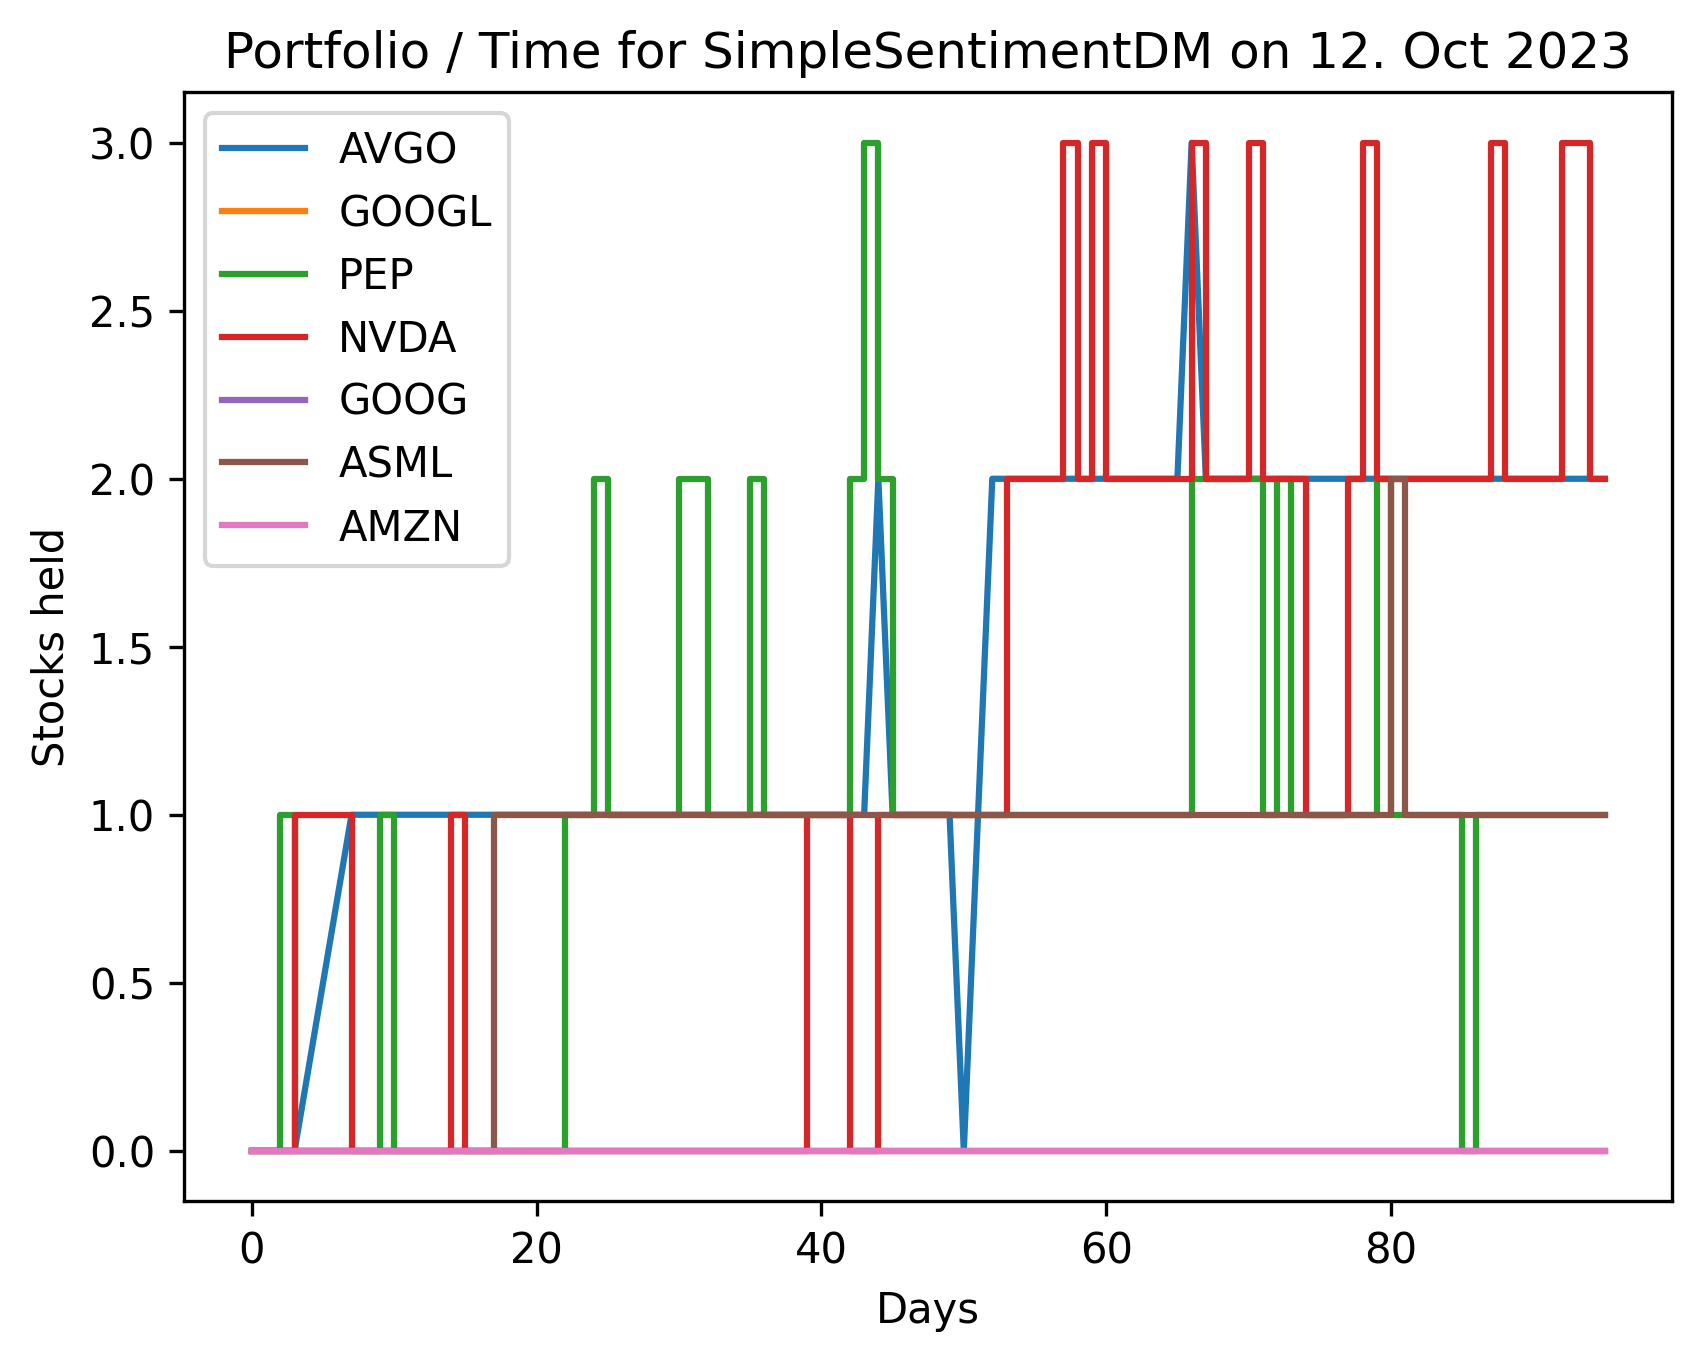 Portfolio / Time for SimpleSentimentDM on 12. Oct 2023
AVGO
GOOGL
PEP
NVDA
GOOG
ASML
AMZN
3.0
2.5
2.0
1.5
1.0
0.5
0.0
Stocks held
0 20 40 60 80
Days